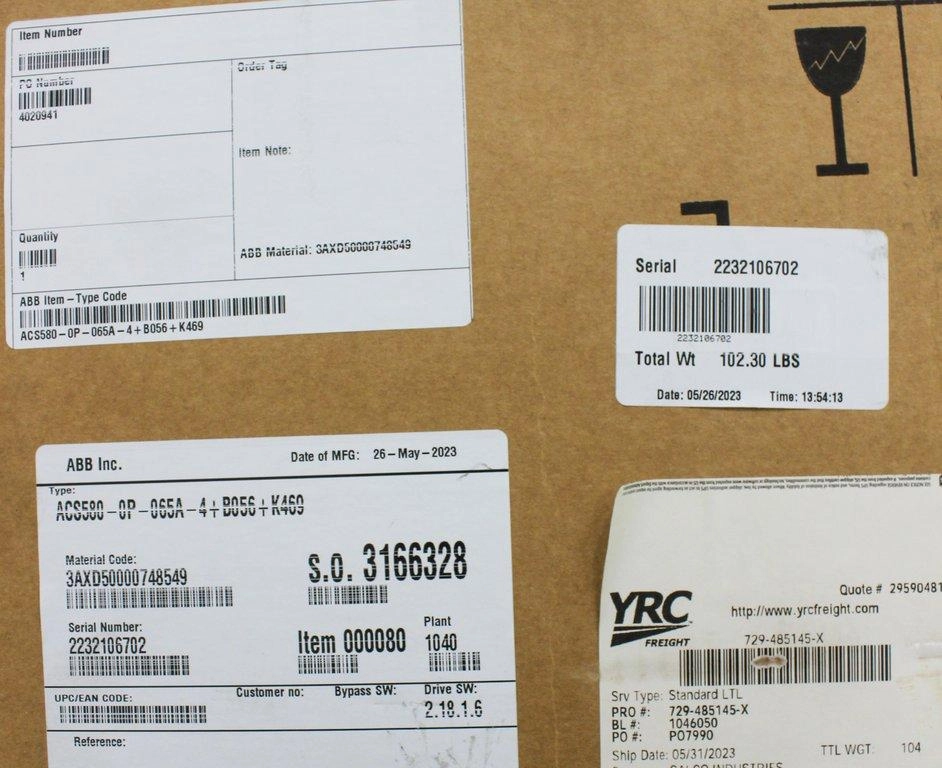 Item Number
PO Number
4020941
Order Tag
Item Note:
Quantity
1
ABB Material: 3AXD50000748549
ABB Item-Type Code
ACS580-0P-065A-4+B056+K469
Serial 2232106702
2232106702
Total Wt 102.30 LBS
Date: 05/26/2023 Time: 13:54:13
ABB Inc. Date of MFG: 26-May-2023
Type:
ACS580-0P-065A-4+B056+K469
Material Code:
3AXD50000748549
S.O. 3166328
Serial Number:
2232106702
Item 000080
Plant
1040
UPC/EAN CODE:
Customer no:
Bypass SW:
Drive SW:
2.18.1.6
Reference:
Quote # 29590481
YRC
FREIGHT
http://www.yrcfreight.com
729-485145-X
Srv Type: Standard LTL
PRO #: 729-485145-X
BL #: 1046050
PO #: PO7990
Ship Date: 05/31/2023 TTL WGT: 104